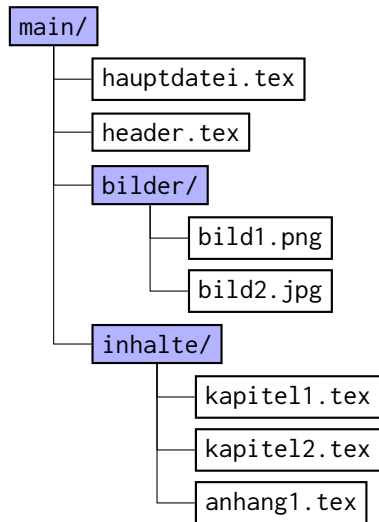 main/
hauptdatei.tex
header.tex
bilder/
bild1.png
bild2.jpg
inhalte/
kapitel1.tex
kapitel2.tex
anhang1.tex